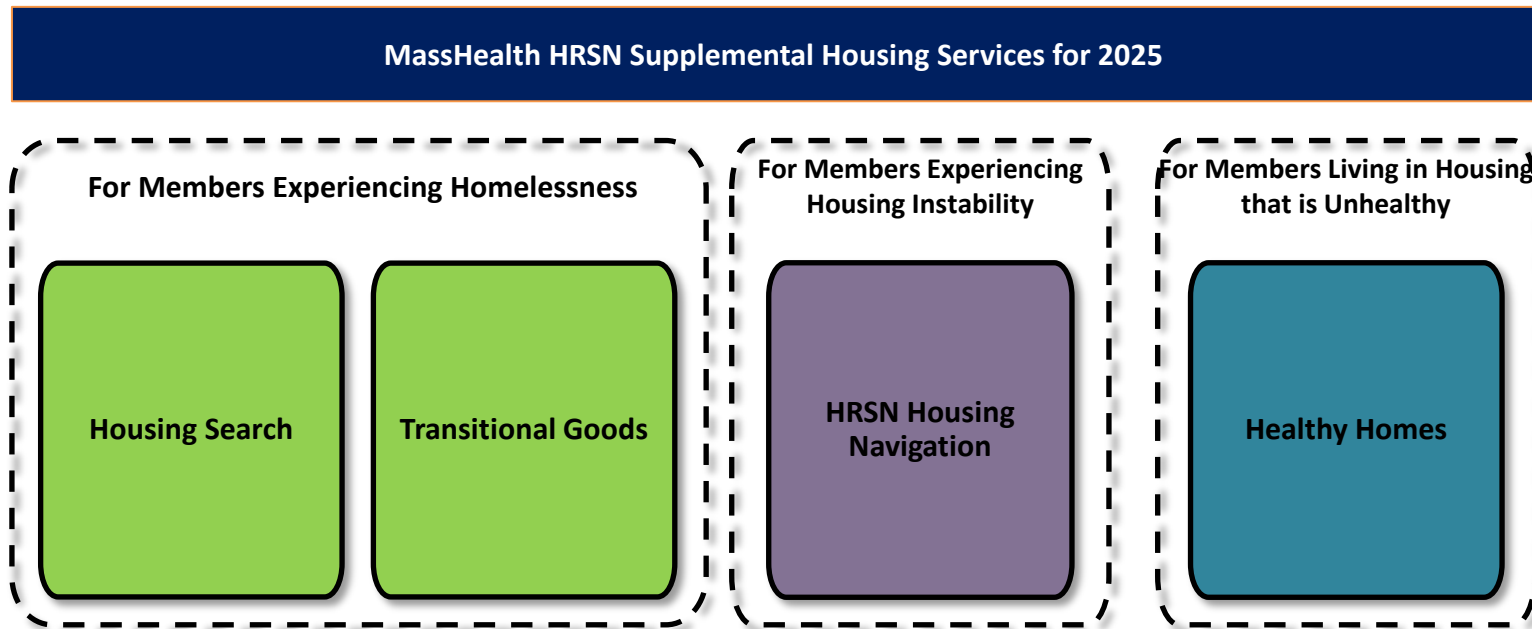 MassHealth HRSN Supplemental Housing Services for 2025
For Members Experiencing Homelessness
Housing Search
Transitional Goods
For Members Experiencing
Housing Instability
HRSN Housing
Navigation
For Members Living in Housing
that is Unhealthy
Healthy Homes